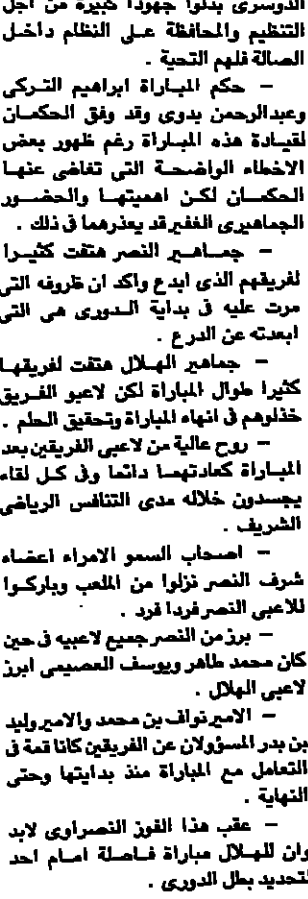 الدوسرى بذلوا جهودا كبيرة من اجل
التنظيم والمحافظة على النظام داخل
الصالة فلهم التحية .
– حكم المباراة ابراهيم التركى
وعبدالرحمن بدوى وقد وفق الحكمان
لقيادة هذه المباراة رغم ظهور بعض
الاخطاء الواضحة التى تغاضى عنها
الحكمان لكن اهميتها والحضور
الجماهيرى الغفير قد يعذرهما فى ذلك .
– جماهير النصر هتفت كثيرا
لفريقهم الذى ابدع واكد ان ظروفه التى
مرت عليه فى بداية الدورى هى التى
ابعدته عن الدرع .
– جماهير الهلال هتفت لفريقها
كثيرا طوال المباراة لكن لاعبو الفريق
خذلوهم فى انهاء المباراة وتحقيق الحلم .
– روح عالية من لاعبى الفريقين بعد
المباراة كعادتهما دائما وفى كل لقاء
يجسدون خلاله مدى التنافس الرياضى
الشريف .
– اصحاب السمو الامراء اعضاء
شرف النصر نزلوا من الملعب وباركوا
للاعبى النصر فردا فرد .
– برز من النصر جميع لاعبيه فى حين
كان محمد طاهر ويوسف العصيمى ابرز
لاعبى الهلال .
– الامير نواف بن محمد والامير وليد
بن بدر المسؤولان عن الفريقين كانا قمة فى
التعامل مع المباراة منذ بدايتها وحتى
النهاية .
– عقب هذا الفوز النصراوى لابد
وان للهلال مباراة فاصلة امام احد
لتحديد بطل الدورى .